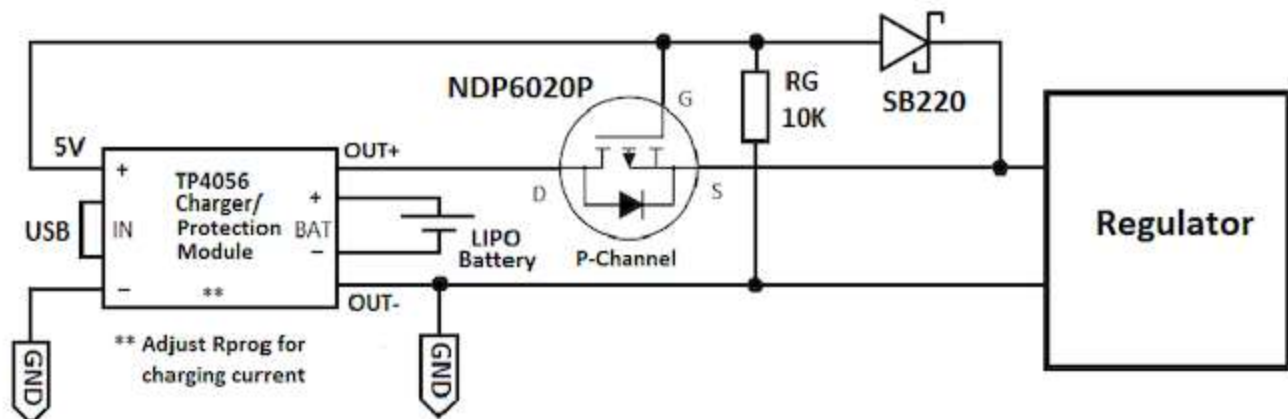 NDP6020P
G
RG
10K
SB220
5V
OUT+
D
S
+
TP4056
Charger/
Protection
Module
+
USB
IN
BAT
LIPO
Battery
P-Channel
Regulator
–
–
**
OUT-
** Adjust Rprog for
charging current
GND
GND